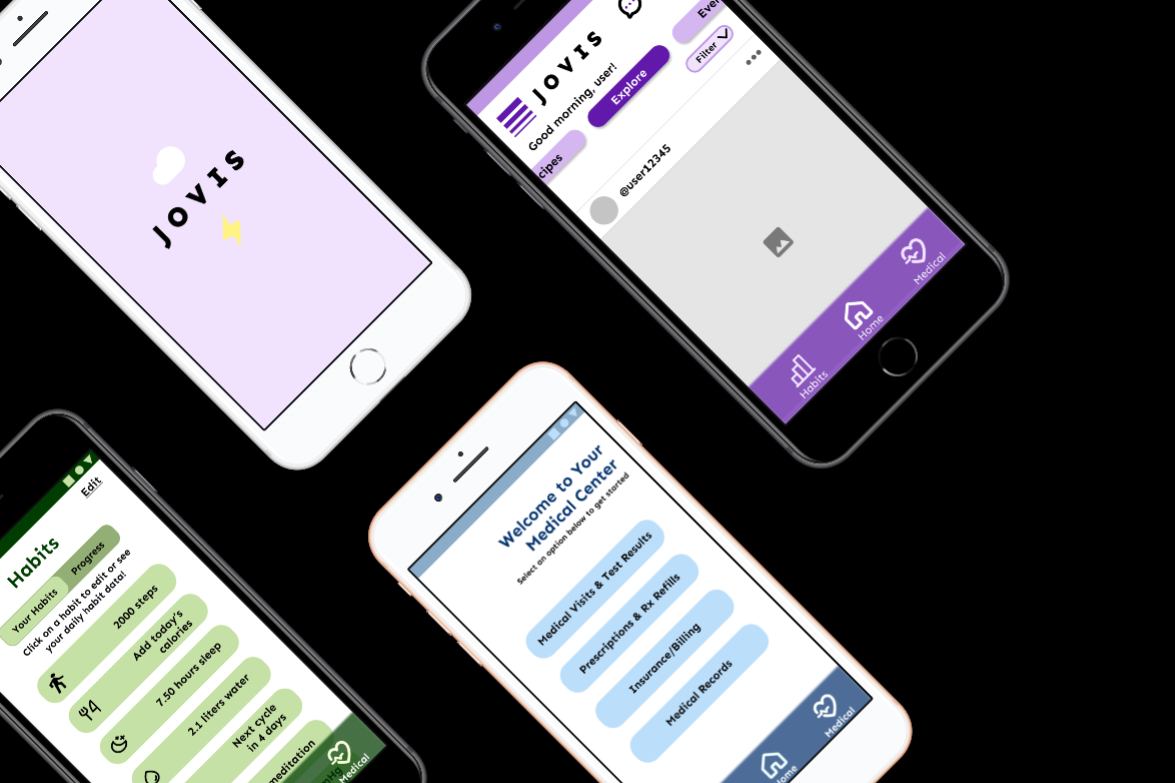 JOVIS
JOVIS
Good morning, user!
cipes
Explore
Filter
@user12345
Habits
Home
Medical
Edit
Habits
Your Habits
Progress
Click on a habit to edit or see
your daily habit data!
2000 steps
Add today's
calories
7.50 hours sleep
2.1 liters water
Next cycle
in 4 days
meditation
Medical
Welcome to Your
Medical Center
Select an option below to get started
Medical Visits & Test Results
Prescriptions & Rx Refills
Insurance/Billing
Medical Records
Medical